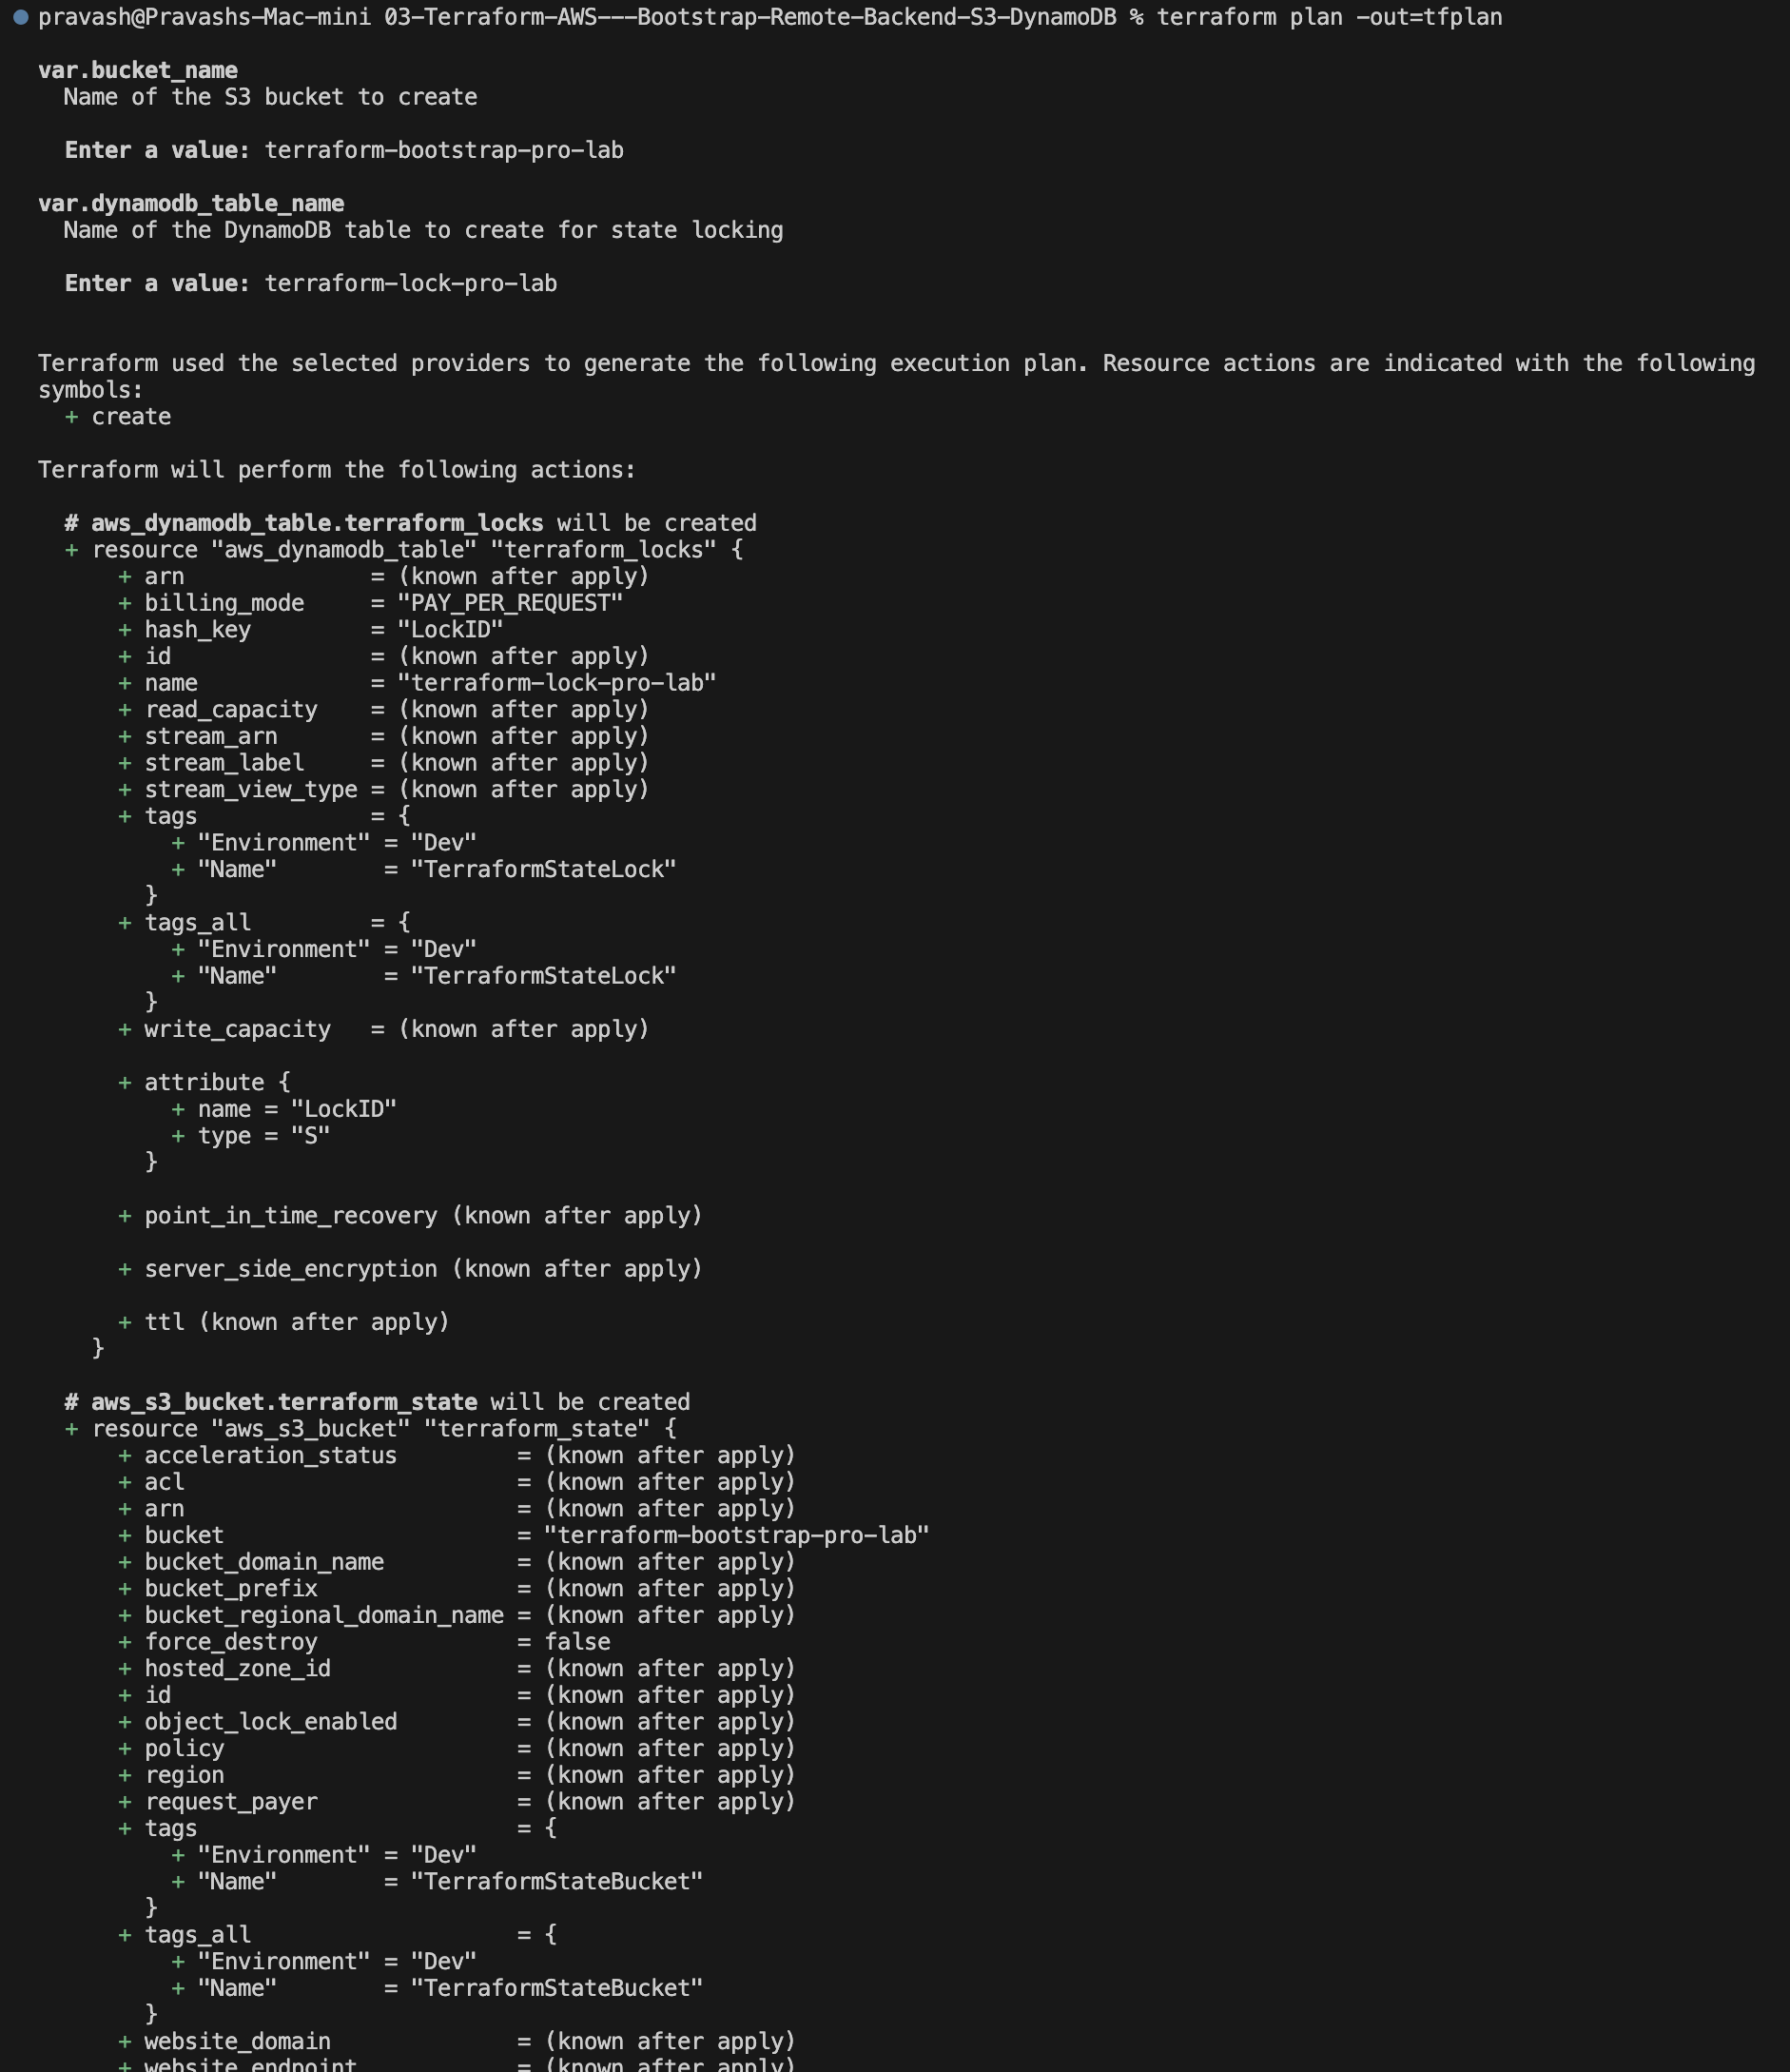 pravash@Pravashs-Mac-mini 03-Terraform-AWS---Bootstrap-Remote-Backend-S3-DynamoDB % terraform plan -out=tfplan
var.bucket_name
  Name of the S3 bucket to create
  Enter a value: terraform-bootstrap-pro-lab
var.dynamodb_table_name
  Name of the DynamoDB table to create for state locking
  Enter a value: terraform-lock-pro-lab
Terraform used the selected providers to generate the following execution plan. Resource actions are indicated with the following
symbols:
  + create
Terraform will perform the following actions:
  # aws_dynamodb_table.terraform_locks will be created
  + resource "aws_dynamodb_table" "terraform_locks" {
      + arn              = (known after apply)
      + billing_mode     = "PAY_PER_REQUEST"
      + hash_key         = "LockID"
      + id               = (known after apply)
      + name             = "terraform-lock-pro-lab"
      + read_capacity    = (known after apply)
      + stream_arn       = (known after apply)
      + stream_label     = (known after apply)
      + stream_view_type = (known after apply)
      + tags             = {
          + "Environment" = "Dev"
          + "Name"        = "TerraformStateLock"
        }
      + tags_all         = {
          + "Environment" = "Dev"
          + "Name"        = "TerraformStateLock"
        }
      + write_capacity   = (known after apply)
      + attribute {
          + name = "LockID"
          + type = "S"
        }
      + point_in_time_recovery (known after apply)
      + server_side_encryption (known after apply)
      + ttl (known after apply)
    }
  # aws_s3_bucket.terraform_state will be created
  + resource "aws_s3_bucket" "terraform_state" {
      + acceleration_status         = (known after apply)
      + acl                         = (known after apply)
      + arn                         = (known after apply)
      + bucket                      = "terraform-bootstrap-pro-lab"
      + bucket_domain_name          = (known after apply)
      + bucket_prefix               = (known after apply)
      + bucket_regional_domain_name = (known after apply)
      + force_destroy               = false
      + hosted_zone_id              = (known after apply)
      + id                          = (known after apply)
      + object_lock_enabled         = (known after apply)
      + policy                      = (known after apply)
      + region                      = (known after apply)
      + request_payer               = (known after apply)
      + tags                        = {
          + "Environment" = "Dev"
          + "Name"        = "TerraformStateBucket"
        }
      + tags_all                    = {
          + "Environment" = "Dev"
          + "Name"        = "TerraformStateBucket"
        }
      + website_domain              = (known after apply)
      + website_endpoint            = (known after apply)